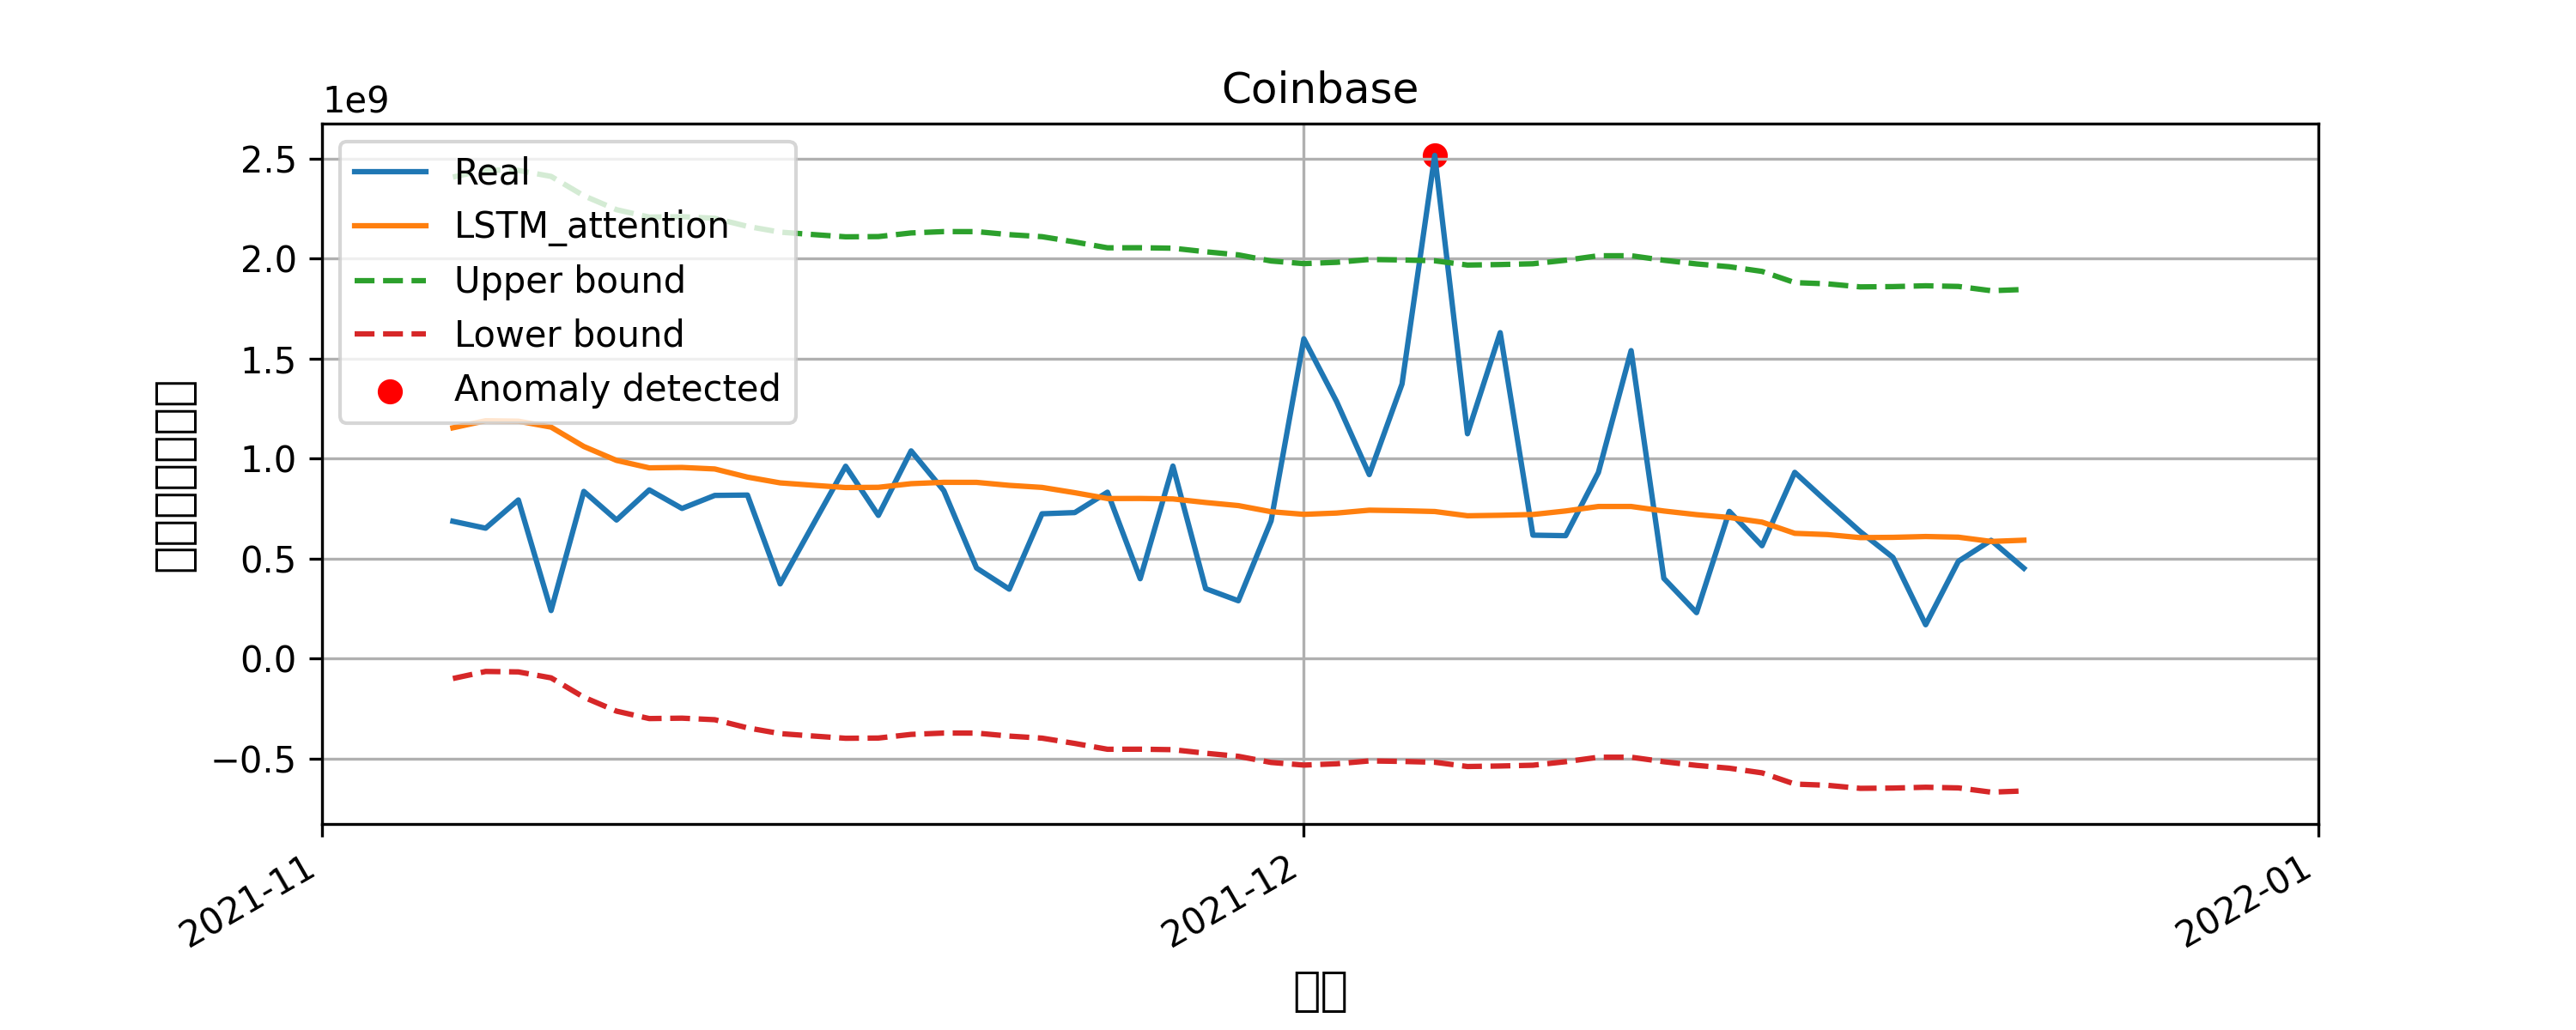 Coinbase
1e9
2.5
2.0
1.5
1.0
0.5
0.0
−0.5
Real
LSTM_attention
Upper bound
Lower bound
Anomaly detected
2021-11
2021-12
2022-01